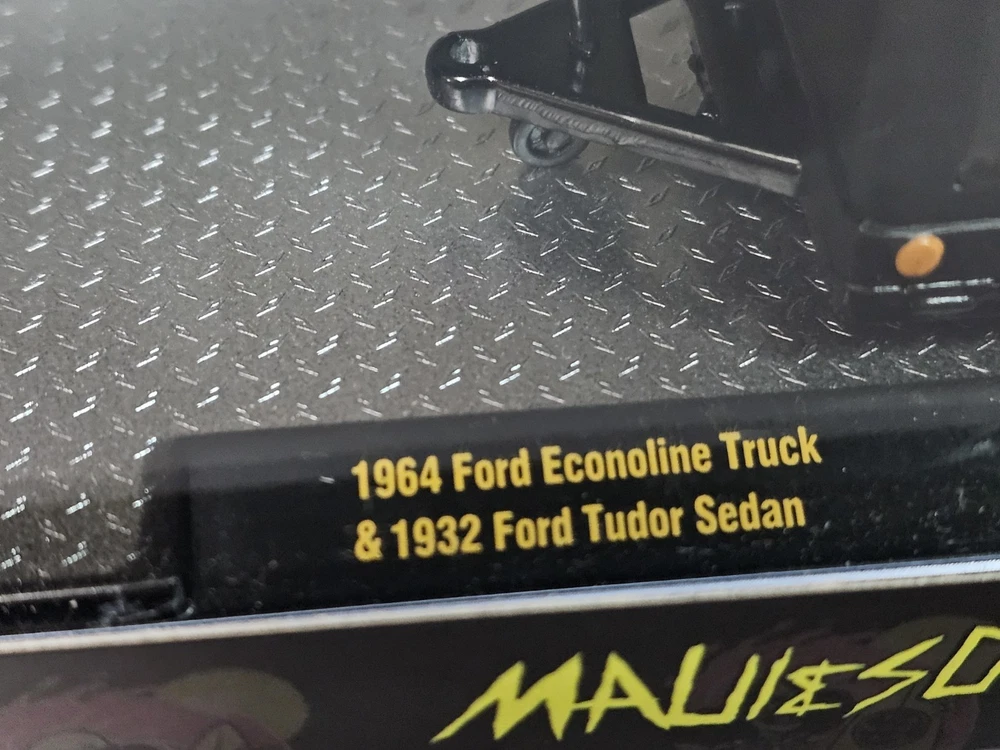 1964 Ford Econoline Truck
& 1932 Ford Tudor Sedan